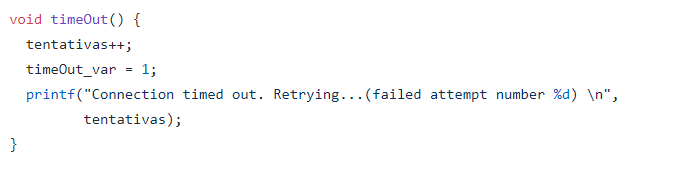 void timeOut() {
  tentativas++;
  timeOut_var = 1;
  printf("Connection timed out. Retrying...(failed attempt number %d) \n",
         tentativas);
}